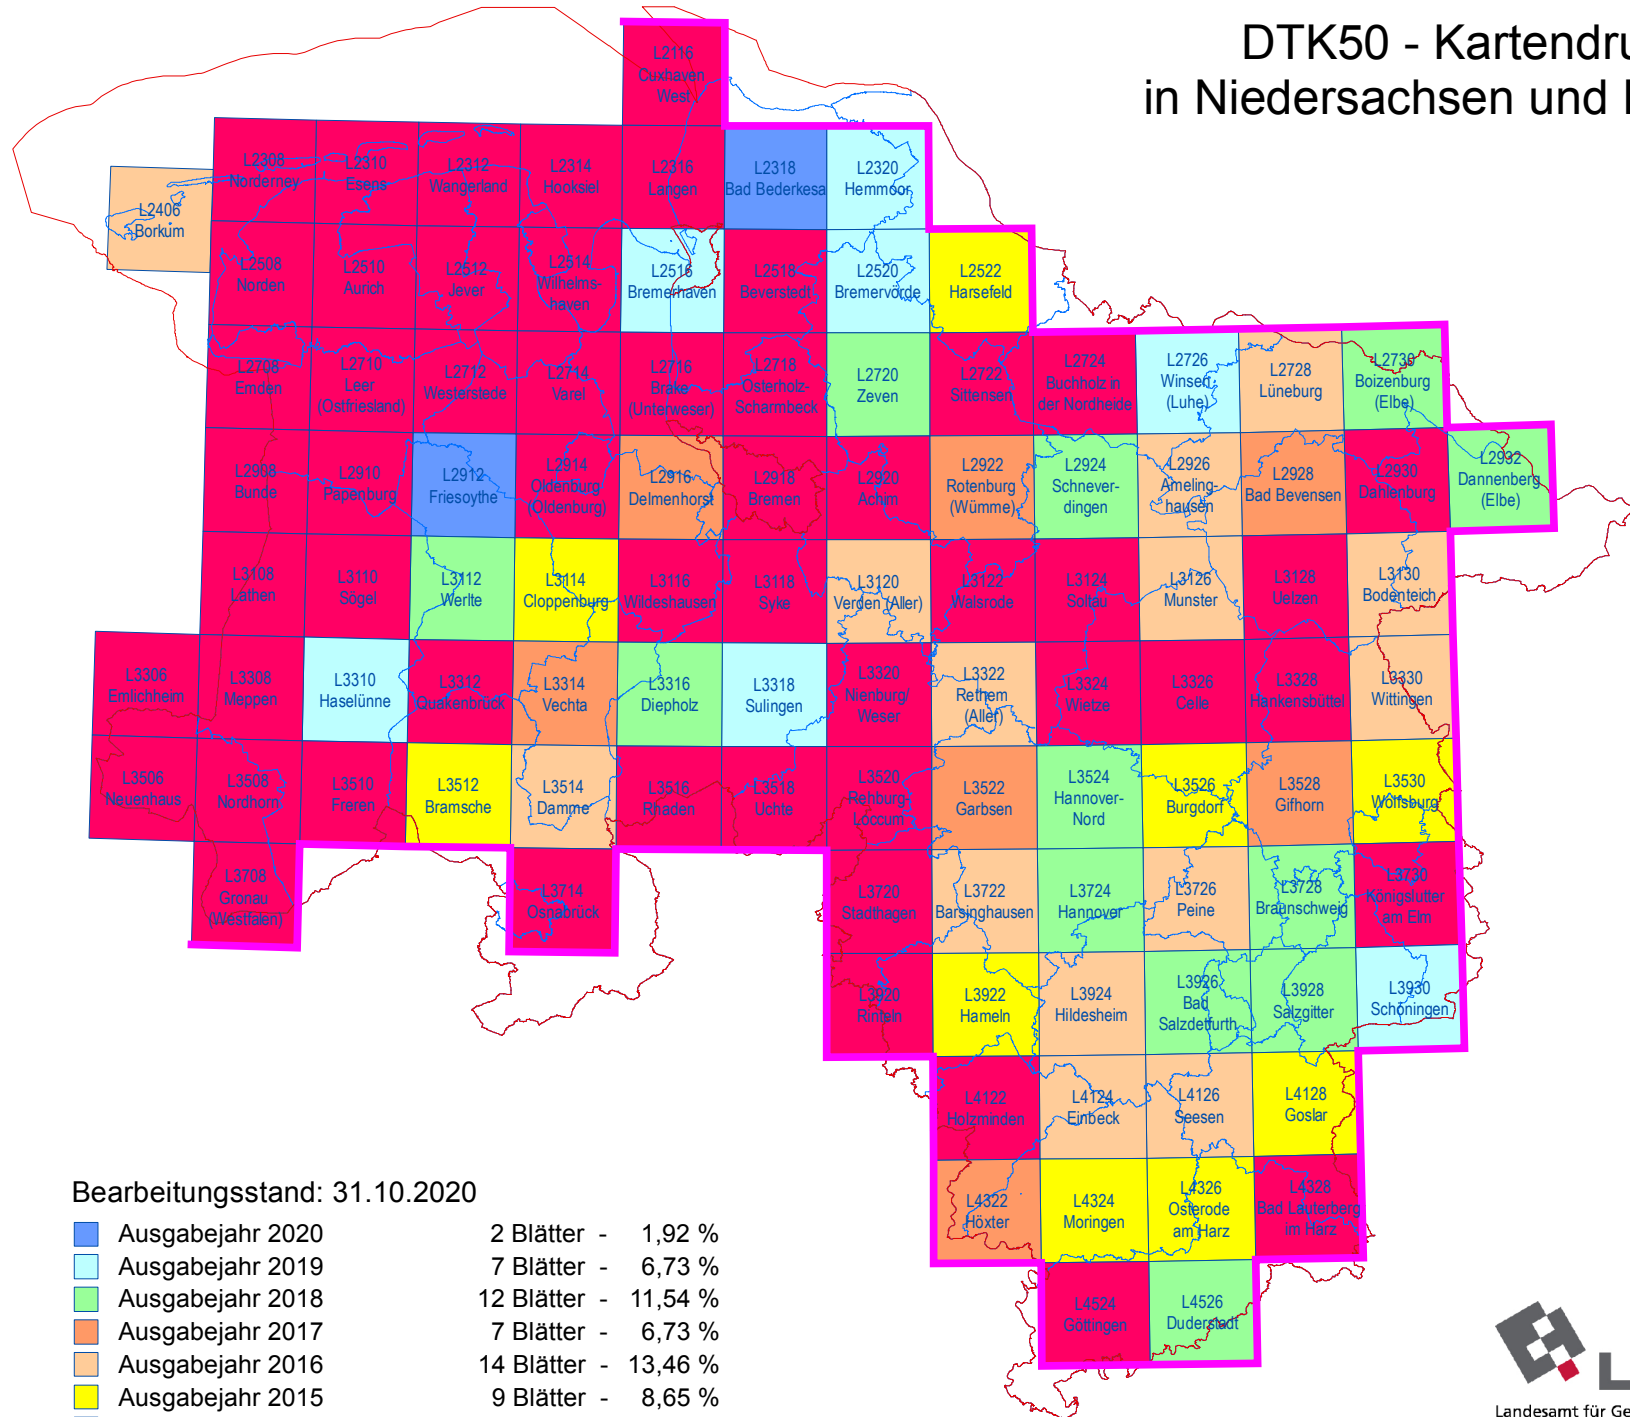 DTK50 - Kartendru
in Niedersachsen und
L2116
Cuxhaven
West
L2308
Norderney
L2310
Esens
L2312
Wangerland
L2314
Hooksiel
L2316
Langen
L2318
Bad Bederkesa
L2320
Hemmoor
L2406
Borkum
L2508
Norden
L2510
Aurich
L2512
Jever
L2514
Wilhelms-
haven
L2516
Bremerhaven
L2518
Beverstedt
L2520
Bremervörde
L2522
Harsefeld
L2708
Emden
L2710
Leer
(Ostfriesland)
L2712
Westerstede
L2714
Varel
L2716
Brake
(Unterweser)
L2718
Osterholz-
Scharmbeck
L2720
Zeven
L2722
Sittensen
L2724
Buchholz in
der Nordheide
L2726
Winsen
(Luhe)
L2728
Lüneburg
L2730
Boizenburg
(Elbe)
L2908
Bunde
L2910
Papenburg
L2912
Friesoythe
L2914
Oldenburg
(Oldenburg)
L2916
Delmenhorst
L2918
Bremen
L2920
Achim
L2922
Rotenburg
(Wümme)
L2924
Schnever-
dingen
L2926
Ameling-
hausen
L2928
Bad Bevensen
L2930
Dahlenburg
L2932
Dannenberg
(Elbe)
L3108
Lathen
L3110
Sögel
L3112
Werlte
L3114
Cloppenburg
L3116
Wildeshausen
L3118
Syke
L3120
Verden (Aller)
L3122
Walsrode
L3124
Soltau
L3126
Munster
L3128
Uelzen
L3130
Bodenteich
L3306
Emlichheim
L3308
Meppen
L3310
Haselünne
L3312
Quakenbrück
L3314
Vechta
L3316
Diepholz
L3318
Sulingen
L3320
Nienburg/
Weser
L3322
Rethem
(Aller)
L3324
Wietze
L3326
Celle
L3328
Hankensbüttel
L3330
Wittingen
L3506
Neuenhaus
L3508
Nordhorn
L3510
Freren
L3512
Bramsche
L3514
Damme
L3516
Rhaden
L3518
Uchte
L3520
Rehburg-
Loccum
L3522
Garbsen
L3524
Hannover-
Nord
L3526
Burgdorf
L3528
Gifhorn
L3530
Wolfsburg
L3708
Gronau
(Westfalen)
L3714
Osnabrück
L3720
Stadthagen
L3722
Barsinghausen
L3724
Hannover
L3726
Peine
L3728
Braunschweig
L3730
Königslutter
am Elm
L3920
Rinteln
L3922
Hameln
L3924
Hildesheim
L3926
Bad
Salzdetfurth
L3928
Salzgitter
L3930
Schöningen
L4122
Holzminden
L4124
Einbeck
L4126
Seesen
L4128
Goslar
L4322
Höxter
L4324
Moringen
L4326
Osterode
am Harz
L4328
Bad Lauterberg
im Harz
L4524
Göttingen
L4526
Duderstadt
Bearbeitungsstand: 31.10.2020
Ausgabejahr 2020 2 Blätter - 1,92 %
Ausgabejahr 2019 7 Blätter - 6,73 %
Ausgabejahr 2018 12 Blätter - 11,54 %
Ausgabejahr 2017 7 Blätter - 6,73 %
Ausgabejahr 2016 14 Blätter - 13,46 %
Ausgabejahr 2015 9 Blätter - 8,65 %
L
Landesamt für Ge